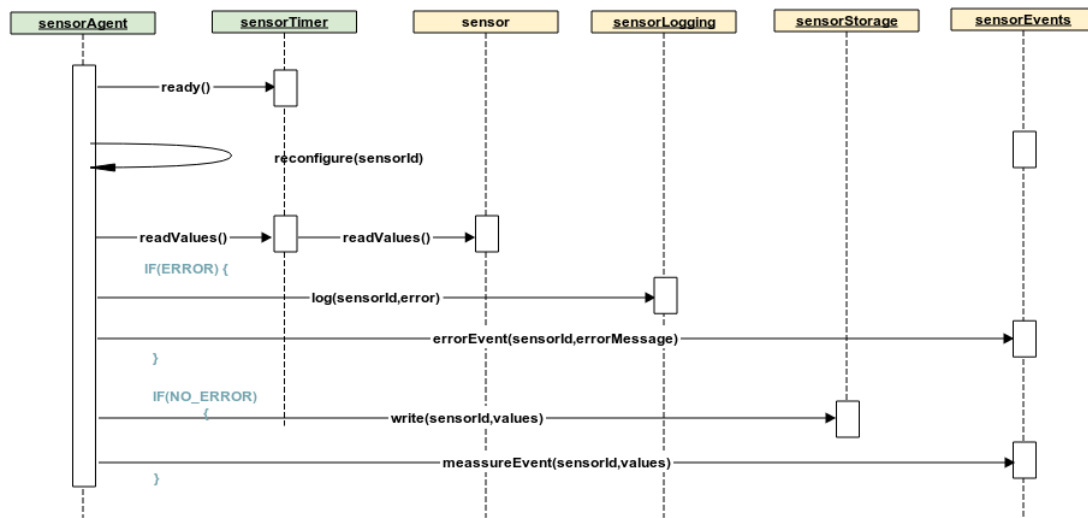 sensorAgent
sensorTimer
sensor
sensorLogging
sensorStorage
sensorEvents
ready()
reconfigure(sensorId)
readValues()
readValues()
IF(ERROR) {
log(sensorId,error)
errorEvent(sensorId,errorMessage)
}
IF(NO_ERROR)
{
write(sensorId,values)
meassureEvent(sensorId,values)
}